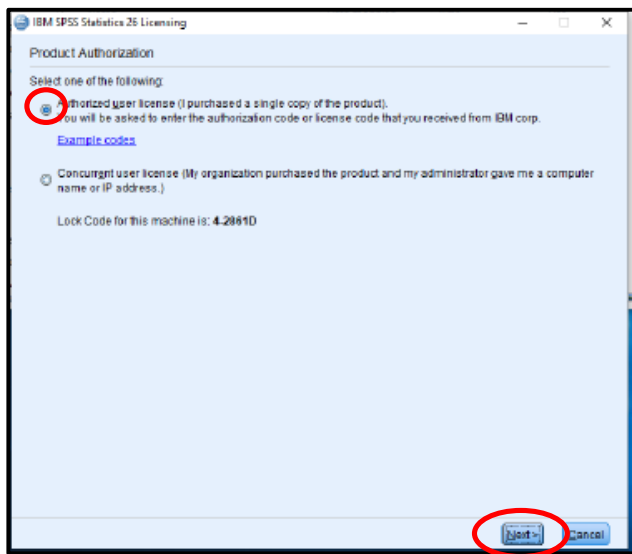 IBM SPSS Statistics 26 Licensing
Product Authorization
Select one of the following:
Authorized user license (I purchased a single copy of the product).
You will be asked to enter the authorization code or license code that you received from IBM corp.
Example codes
Concurrent user license (My organization purchased the product and my administrator gave me a computer
name or IP address.)
Lock Code for this machine is: 4-2861D
Next > Cancel